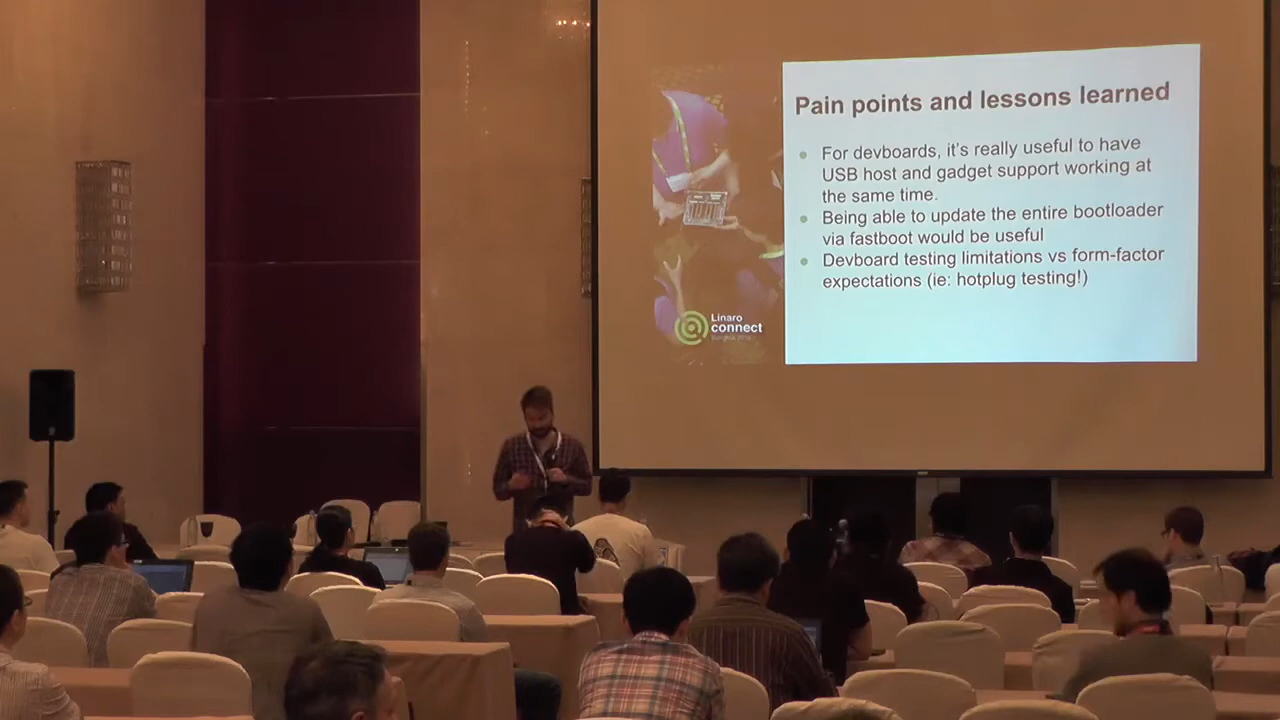 Pain points and lessons learned
For devboards, it's really useful to have
USB host and gadget support working at
the same time.
Being able to update the entire bootloader
via fastboot would be useful
Devboard testing limitations vs form-factor
expectations (ie: hotplug testing!)
Linaro
connect